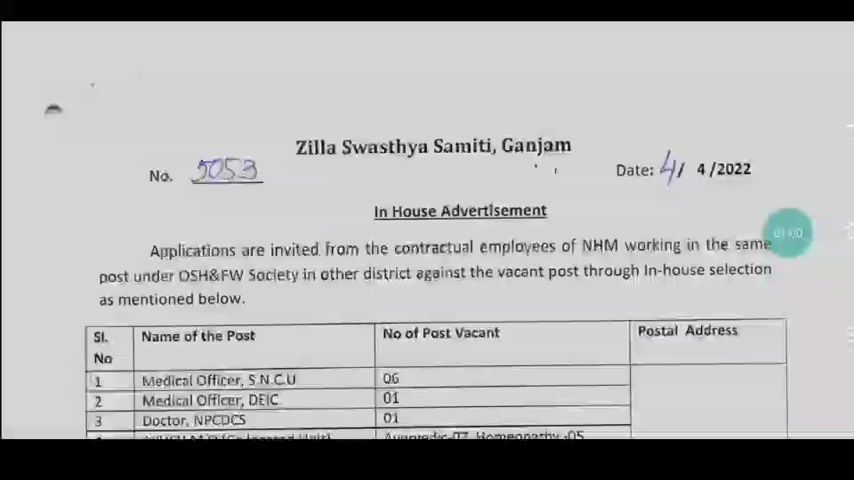 Zilla Swasthya Samiti, Ganjam
No. 5053 Date: 4/ 4 /2022
In House Advertisement
Applications are invited from the contractual employees of NHM working in the same
post under OSH&FW Society in other district against the vacant post through In-house selection
as mentioned below.
Sl. No Name of the Post No of Post Vacant Postal Address
1 Medical Officer, S.N.C.U 06
2 Medical Officer, DEIC 01
3 Doctor, NPCDCS 01
Homeopathy -05